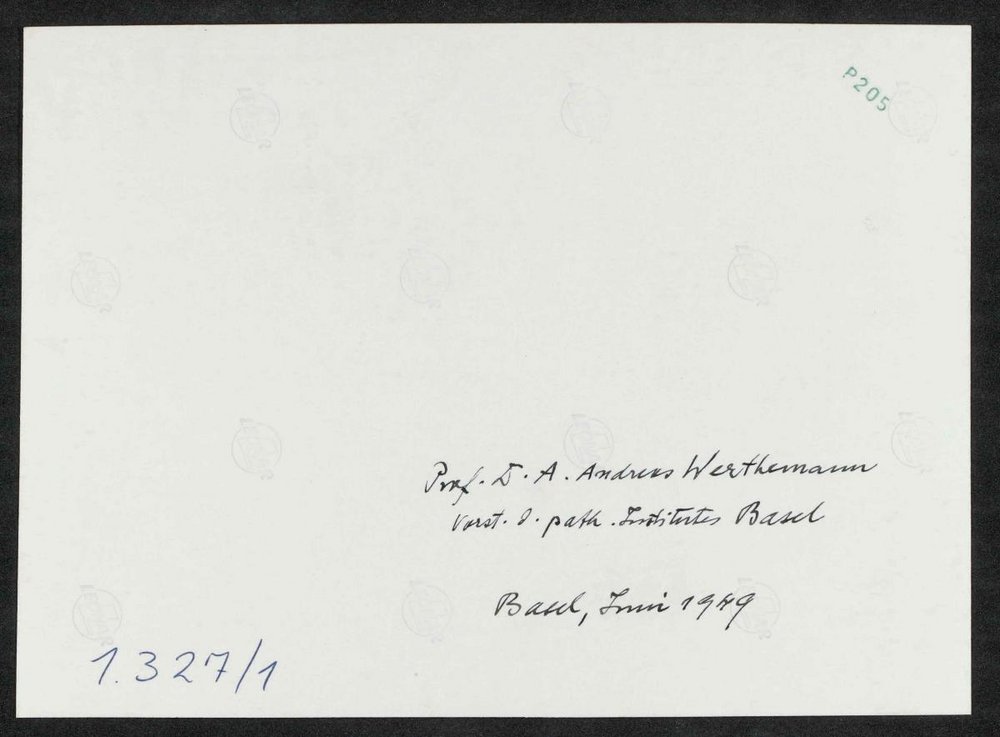 P205
Prof. D. A. Andreas Werthemann
Vorst. d. path. Institutes Basel
Basel, Juni 1949
1.327/1